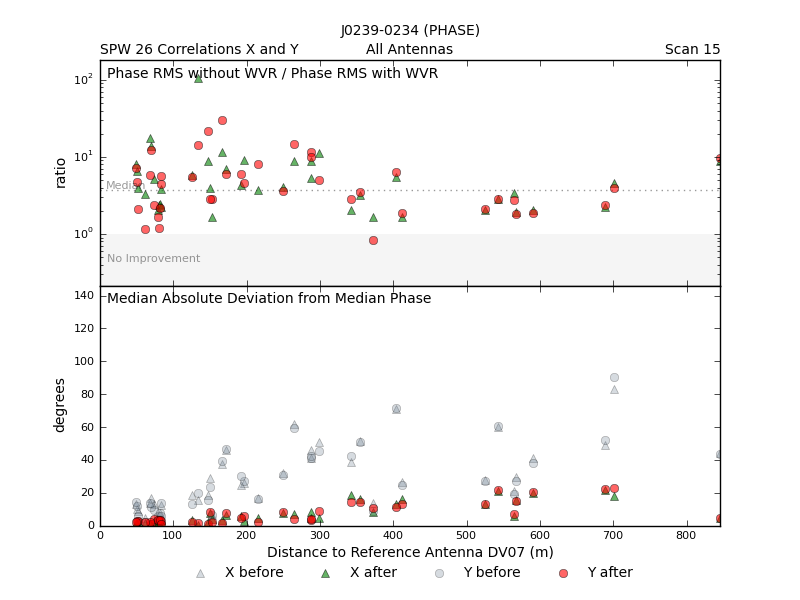 J0239-0234 (PHASE)
SPW 26 Correlations X and Y
All Antennas
Scan 15
Phase RMS without WVR / Phase RMS with WVR
10²
10¹
10⁰
ratio
Median
No Improvement
Median Absolute Deviation from Median Phase
140
120
100
80
60
40
20
0
degrees
0 100 200 300 400 500 600 700 800
Distance to Reference Antenna DV07 (m)
X before X after Y before Y after